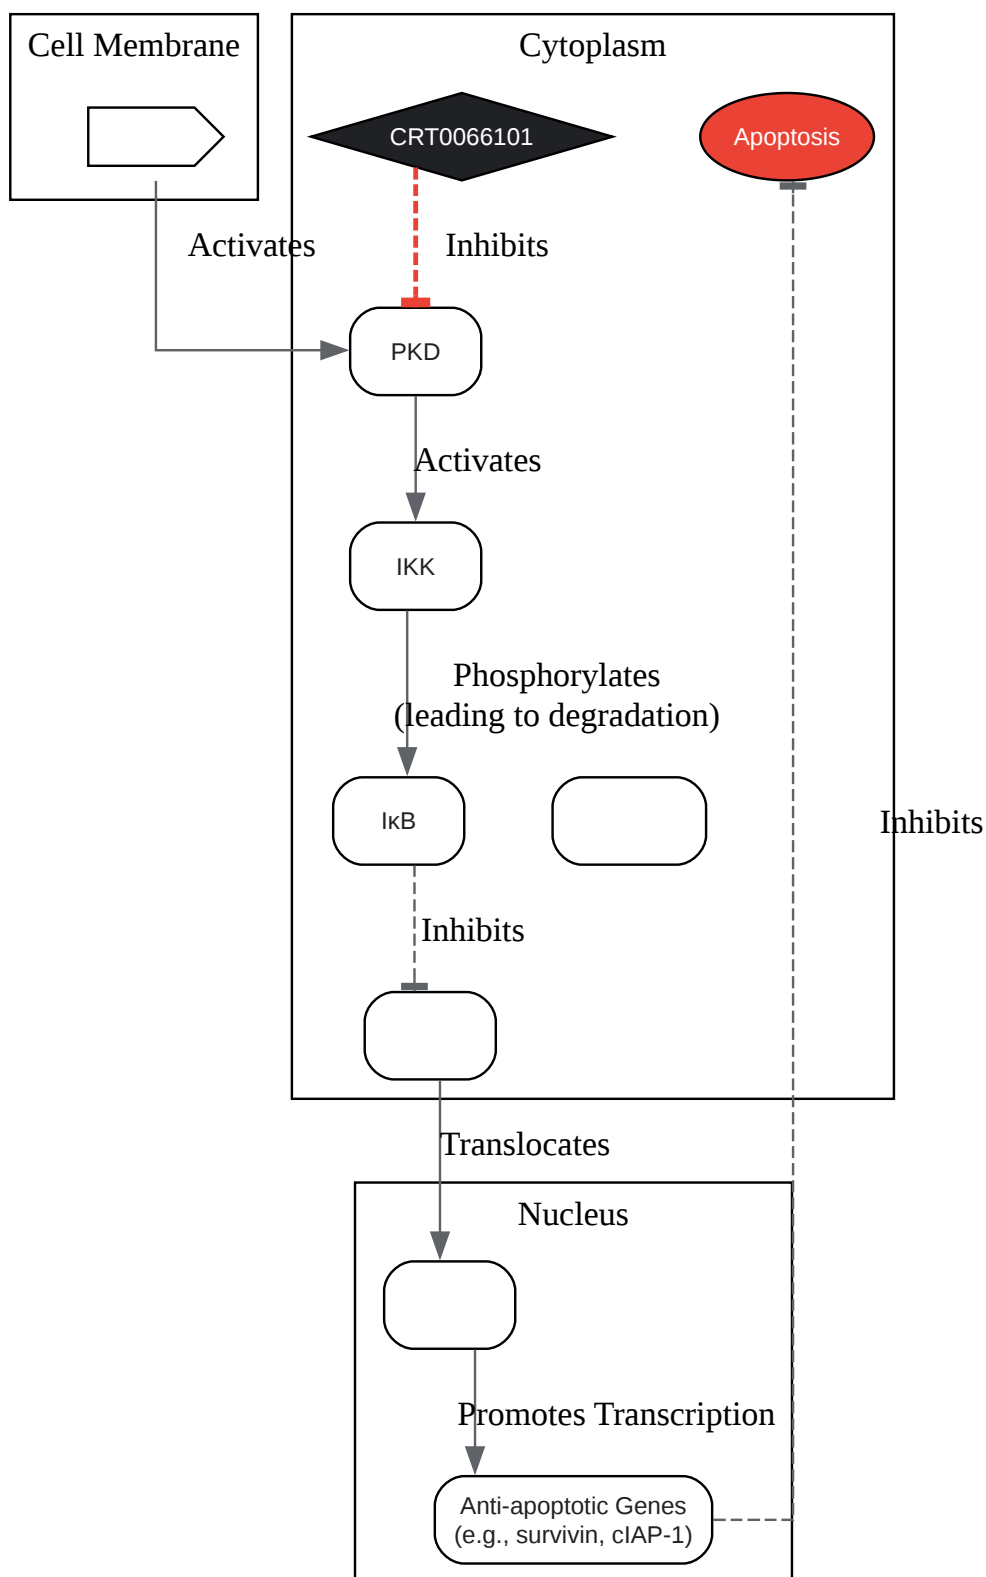 Cell Membrane
Cytoplasm
CRT0066101
Apoptosis
Activates
Inhibits
PKD
Activates
IKK
Phosphorylates
(leading to degradation)
IκB
Inhibits
Inhibits
Translocates
Nucleus
Promotes Transcription
Anti-apoptotic Genes
(e.g., survivin, cIAP-1)